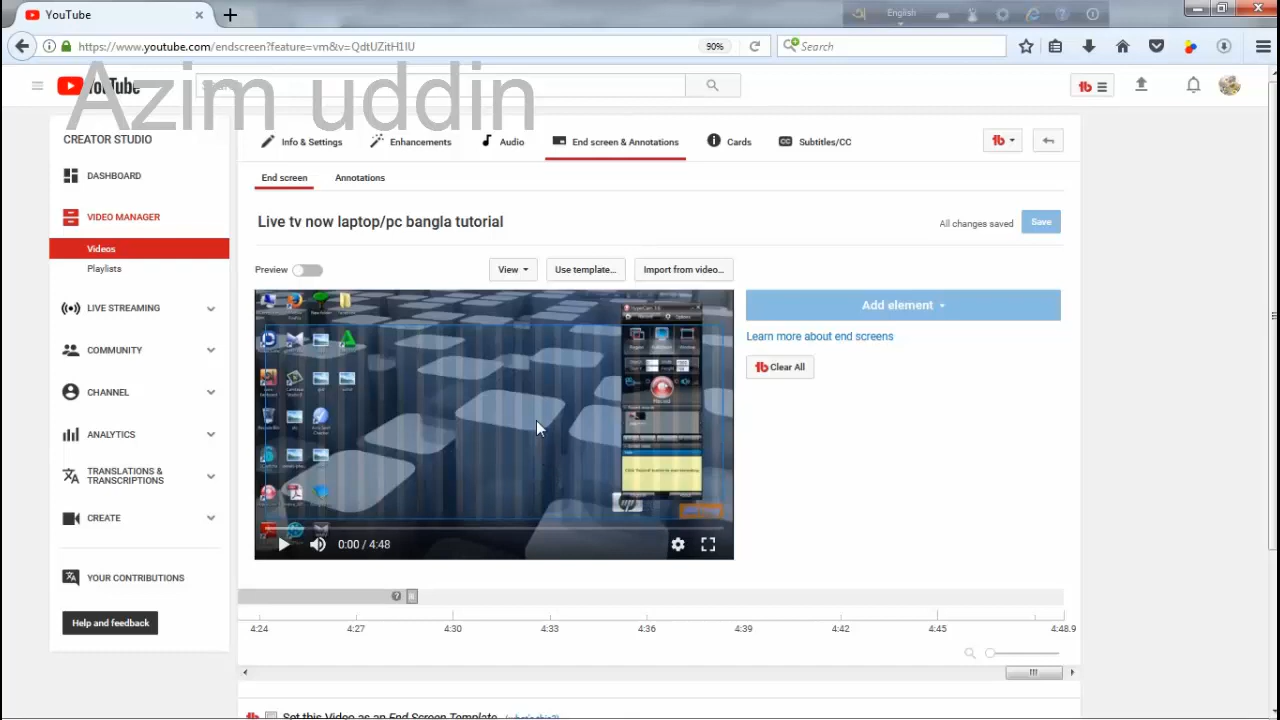 YouTube
English
https://www.youtube.com/endscreen?feature=vm&v=QdtUZitH1IU
90%
Search
YouTube
Azim uddin
CREATOR STUDIO
Info & Settings
Enhancements
Audio
End screen & Annotations
Cards
Subtitles/CC
DASHBOARD
End screen
Annotations
VIDEO MANAGER
Live tv now laptop/pc bangla tutorial
All changes saved
Save
Videos
Playlists
Preview
View
Use template...
Import from video...
LIVE STREAMING
Add element
Learn more about end screens
COMMUNITY
Clear All
CHANNEL
ANALYTICS
TRANSLATIONS &
TRANSCRIPTIONS
CREATE
hp
0:00 / 4:48
YOUR CONTRIBUTIONS
Help and feedback
4:24 4:27 4:30 4:33 4:36 4:39 4:42 4:45 4:48.9
Set this Video as an End Screen Template (what's this?)